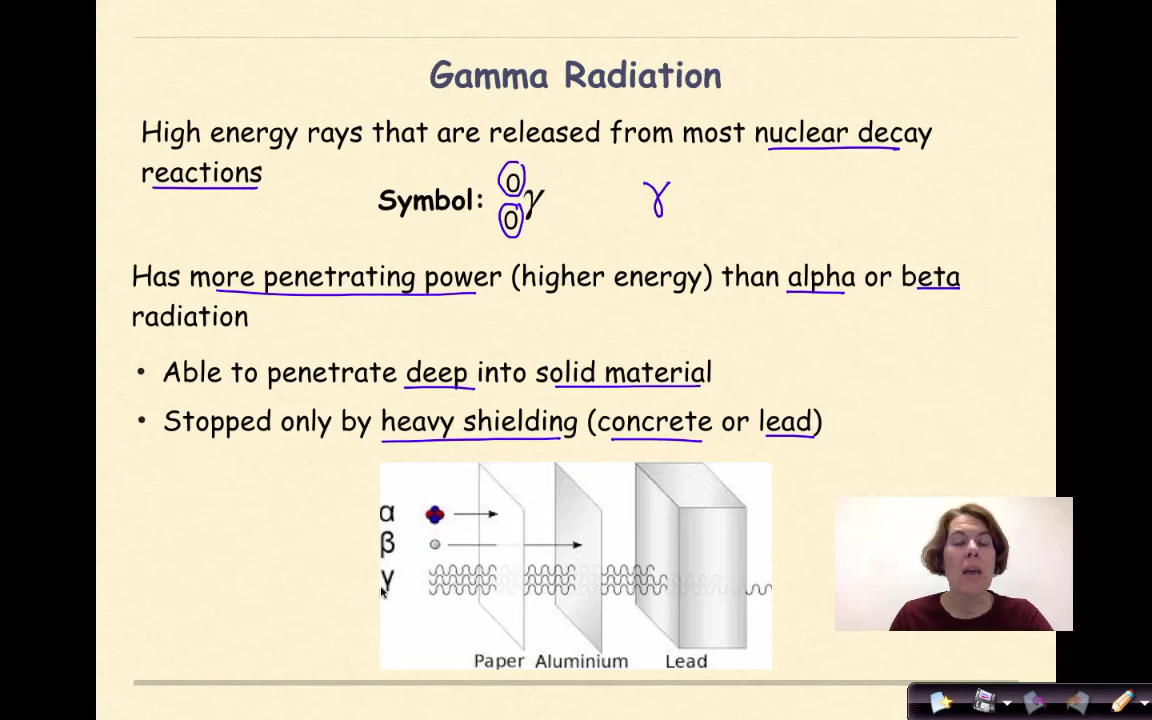 Gamma Radiation
High energy rays that are released from most nuclear decay
reactions
Symbol: 0 0 γ γ
Has more penetrating power (higher energy) than alpha or beta
radiation
• Able to penetrate deep into solid material
• Stopped only by heavy shielding (concrete or lead)
α
β
γ
Paper Aluminium Lead